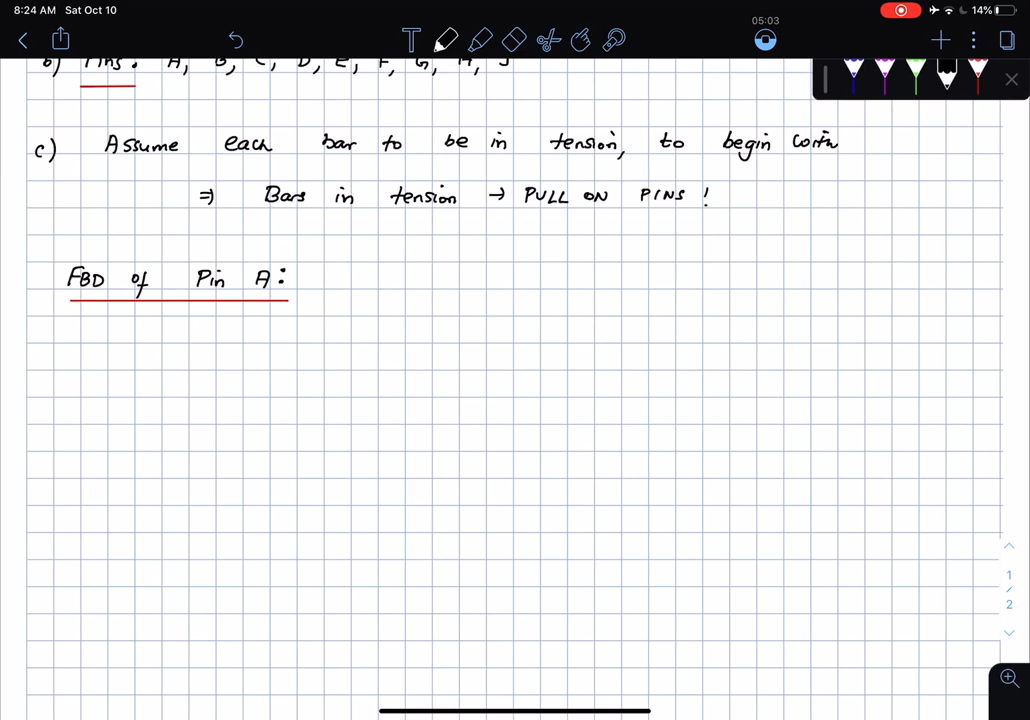 8:24 AM Sat Oct 10
05:03
14%
b) Pins: A, B, C, D, E, F, G, H, J
c) Assume each bar to be in tension, to begin with
⇒ Bars in tension → PULL ON PINS !
FBD of Pin A:
1
/
2